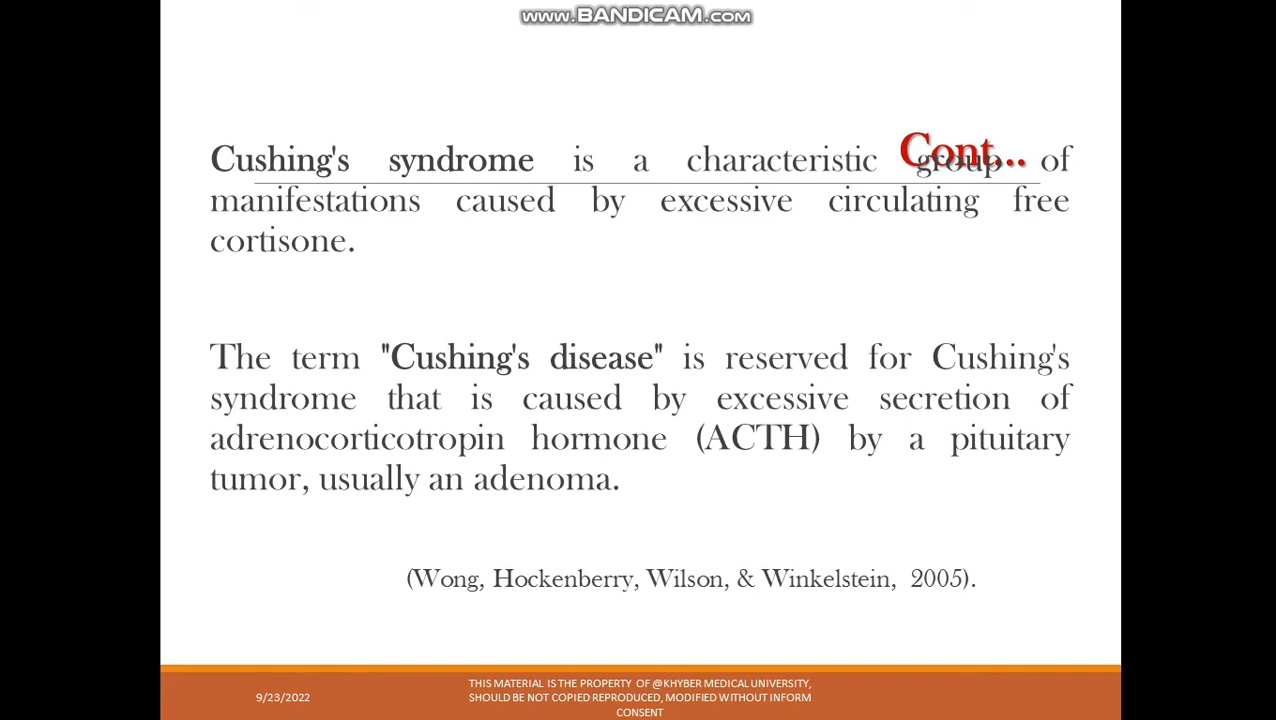 www.BANDICAM.com
Cont...
Cushing's syndrome is a characteristic group of
manifestations caused by excessive circulating free
cortisone.
The term "Cushing's disease" is reserved for Cushing's
syndrome that is caused by excessive secretion of
adrenocorticotropin hormone (ACTH) by a pituitary
tumor, usually an adenoma.
(Wong, Hockenberry, Wilson, & Winkelstein, 2005).
9/23/2022
THIS MATERIAL IS THE PROPERTY OF @KHYBER MEDICAL UNIVERSITY,
SHOULD BE NOT COPIED REPRODUCED, MODIFIED WITHOUT INFORM
CONSENT